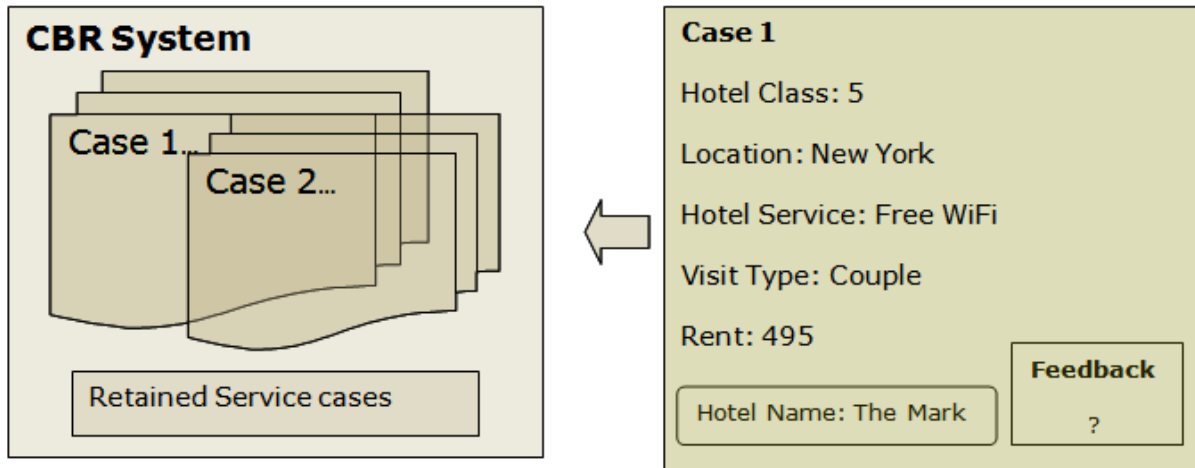 CBR System
Case 1...
Case 2...
Retained Service cases
Case 1
Hotel Class: 5
Location: New York
Hotel Service: Free WiFi
Visit Type: Couple
Rent: 495
Hotel Name: The Mark
Feedback
?